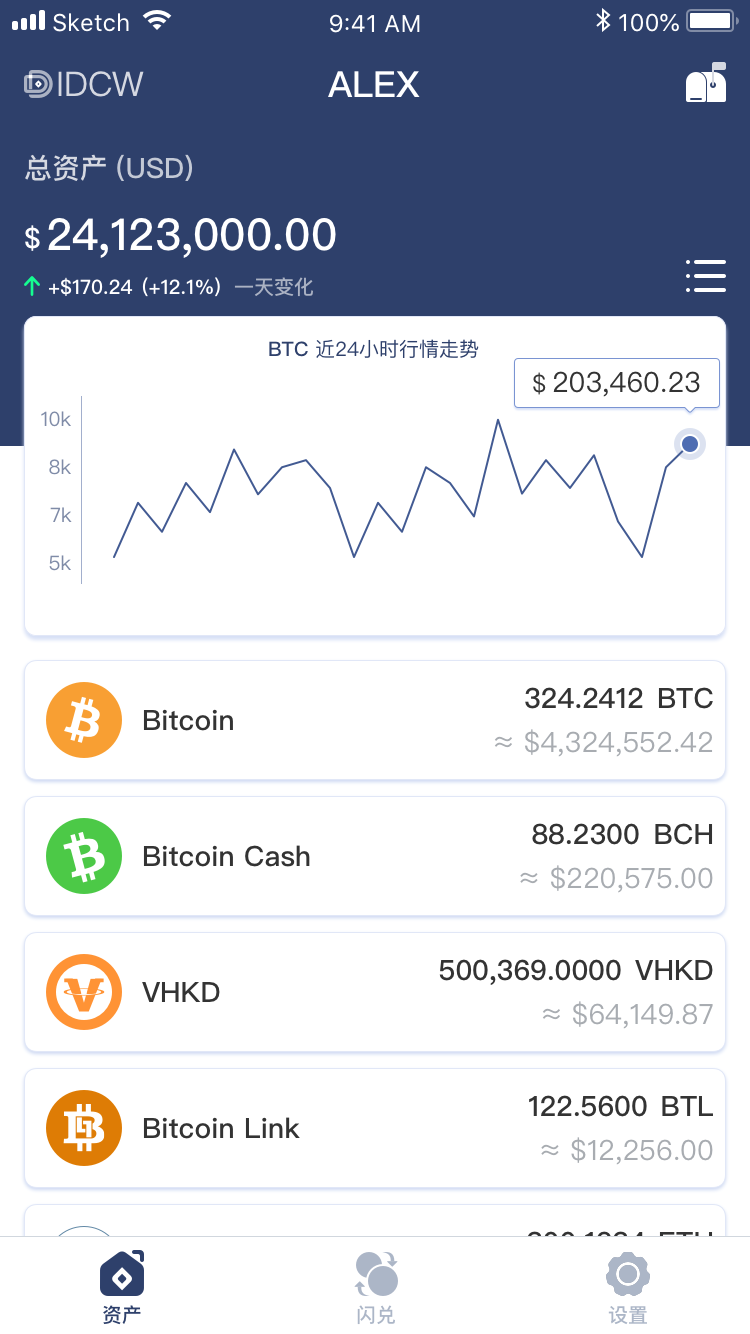 Sketch 9:41 AM 100%
IDCW ALEX
总资产 (USD)
$ 24,123,000.00
+$170.24 (+12.1%) 一天变化
BTC 近24小时行情走势
$ 203,460.23
10k
8k
7k
5k
Bitcoin
324.2412 BTC
≈ $4,324,552.42
Bitcoin Cash
88.2300 BCH
≈ $220,575.00
VHKD
500,369.0000 VHKD
≈ $64,149.87
Bitcoin Link
122.5600 BTL
≈ $12,256.00
资产 闪兑 设置